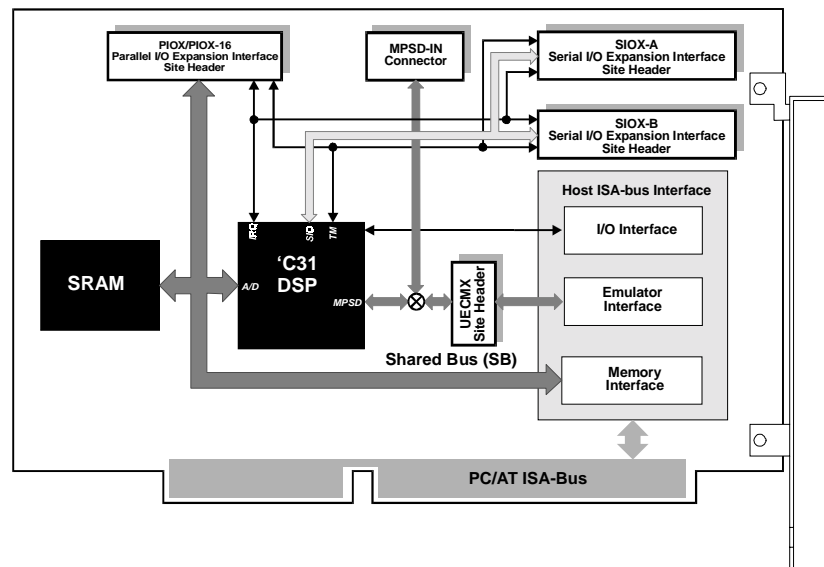 PIOX/PIOX-16
Parallel I/O Expansion Interface
Site Header
MPSD-IN
Connector
SIOX-A
Serial I/O Expansion Interface
Site Header
SIOX-B
Serial I/O Expansion Interface
Site Header
Host ISA-bus Interface
I/O Interface
Emulator
Interface
Memory
Interface
IRQ
SIO
TM
‘C31
DSP
A/D
MPSD
SRAM
UECMX
Site Header
Shared Bus (SB)
PC/AT ISA-Bus